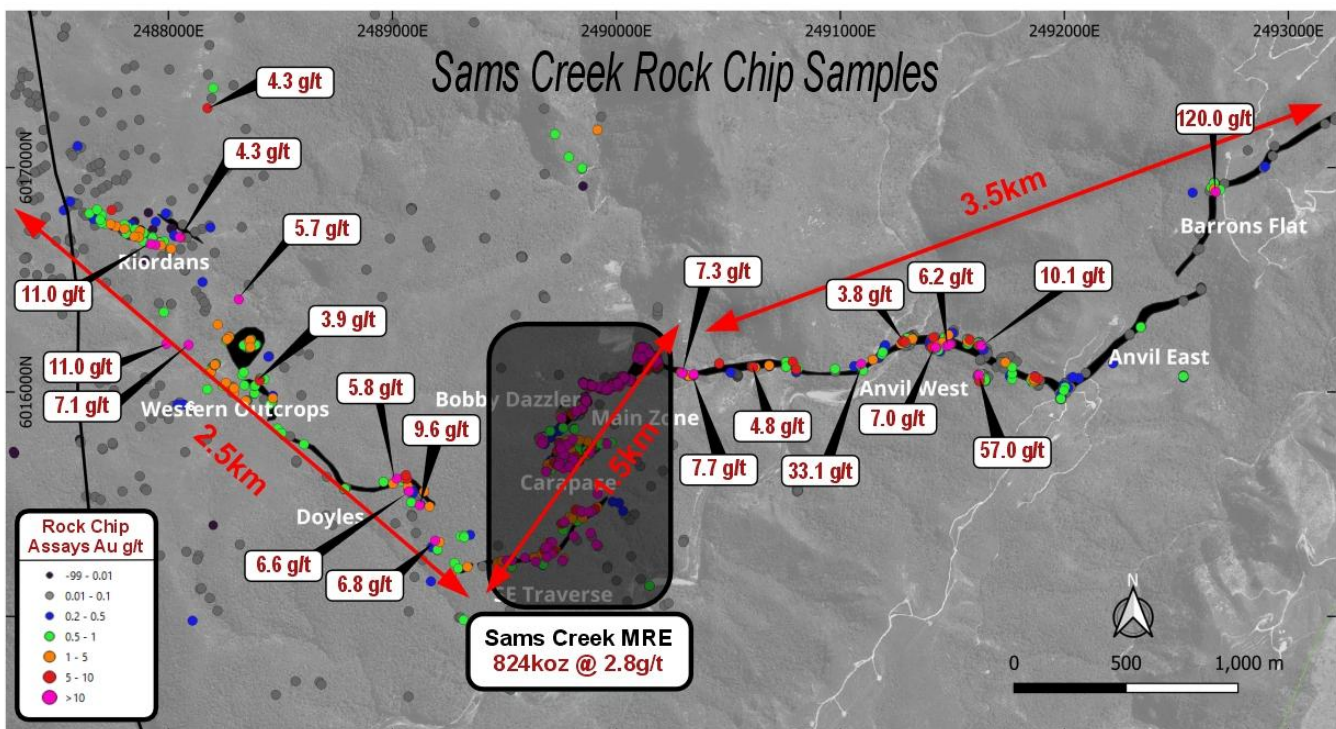 2488000E
2489000E
2490000E
2491000E
2492000E
2493000E
Sams Creek Rock Chip Samples
6017000N
6016000N
4.3 g/t
4.3 g/t
5.7 g/t
120.0 g/t
3.5km
Barrons Flat
Riordans
11.0 g/t
3.9 g/t
7.3 g/t
3.8 g/t
6.2 g/t
10.1 g/t
11.0 g/t
7.1 g/t
Western Outcrops
5.8 g/t
9.6 g/t
Bobby Dazzler
Main Zone
Anvil West
Anvil East
4.8 g/t
7.0 g/t
7.7 g/t
33.1 g/t
57.0 g/t
2.5km
1.5km
Carapase
Doyles
6.6 g/t
6.8 g/t
SE Traverse
Sams Creek MRE
824koz @ 2.8g/t
Rock Chip
Assays Au g/t
-99 - 0.01
0.01 - 0.1
0.2 - 0.5
0.5 - 1
1 - 5
5 - 10
>10
N
0 500 1,000 m